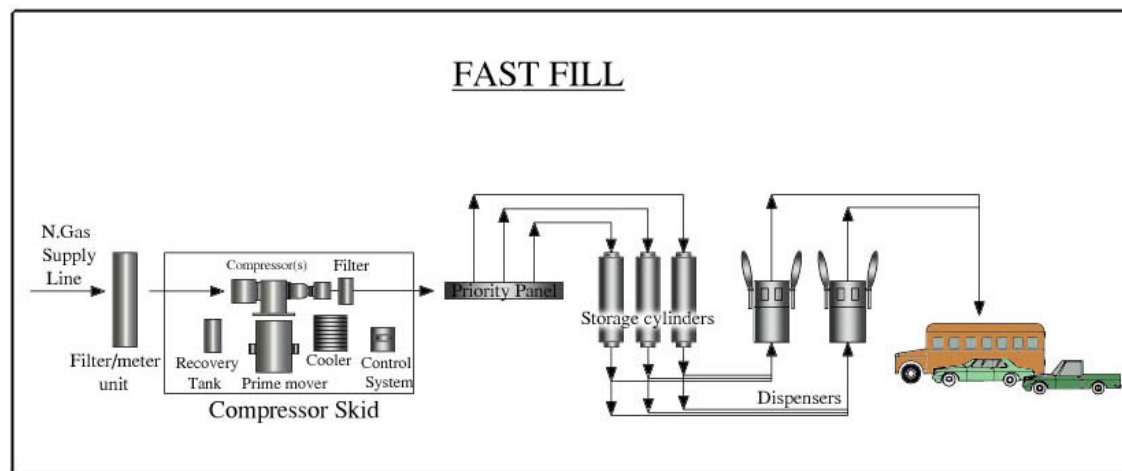 FAST FILL
N.Gas
Supply
Line
Filter/meter
unit
Compressor(s)
Filter
Recovery
Tank
Prime mover
Cooler
Control
System
Compressor Skid
Priority Panel
Storage cylinders
Dispensers